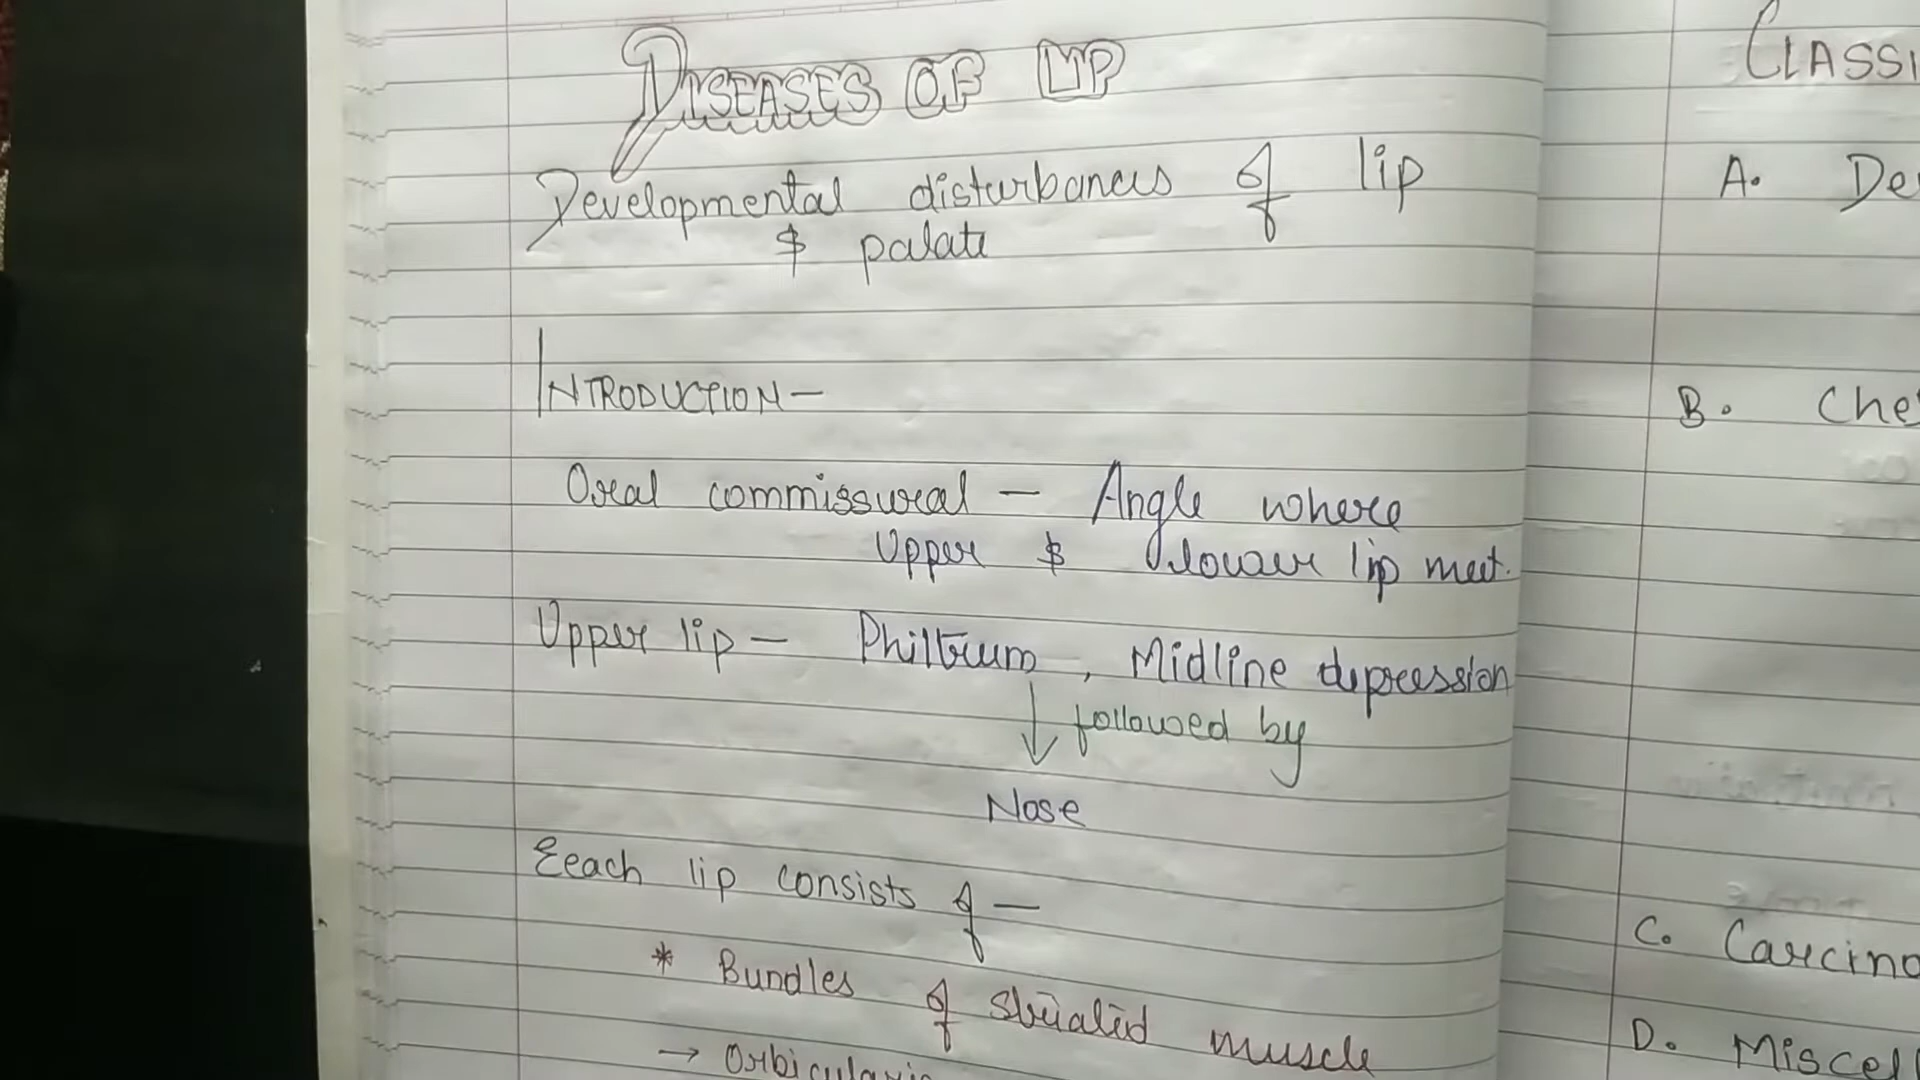 DISEASES OF LIP
Developmental disturbances of lip
& palate
INTRODUCTION —
Oral commissural — Angle where
Upper & lower lip meet.
Upper lip — Philtrum, Midline depression
↓ followed by
Nose
Eeach lip consists of —
* Bundles of striated muscle
→ Orbicularis
CLASSI
A. De
B. Che
C. Carcino
D. Miscell